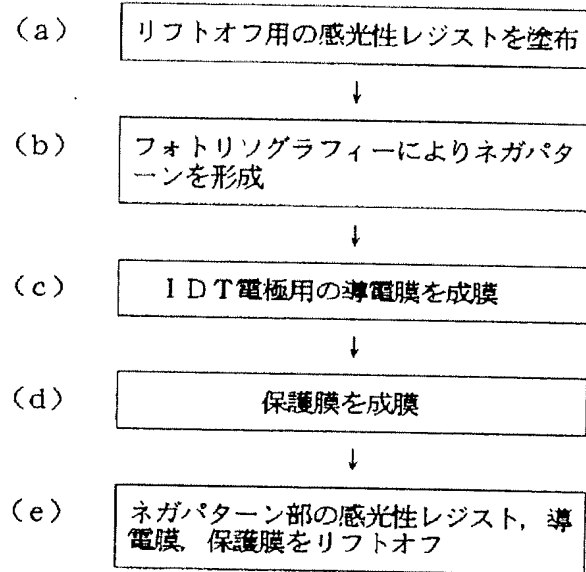 (a) リフトオフ用の感光性レジストを塗布
↓
(b) フォトリソグラフィーによりネガパタ
ーンを形成
↓
(c) IDT電極用の導電膜を成膜
↓
(d) 保護膜を成膜
↓
(e) ネガパターン部の感光性レジスト,導
電膜,保護膜をリフトオフ